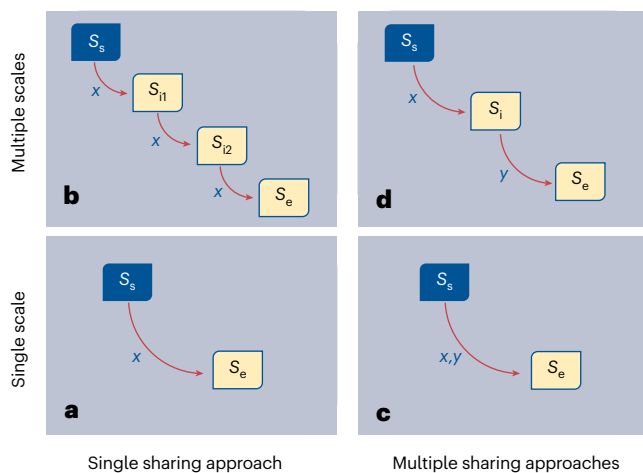 Multiple scales
Ss
x
Si1
x
Si2
x
Se
b
Ss
x
Si
y
Se
d
Single scale
Ss
x
Se
a
Ss
x,y
Se
c
Single sharing approach
Multiple sharing approaches